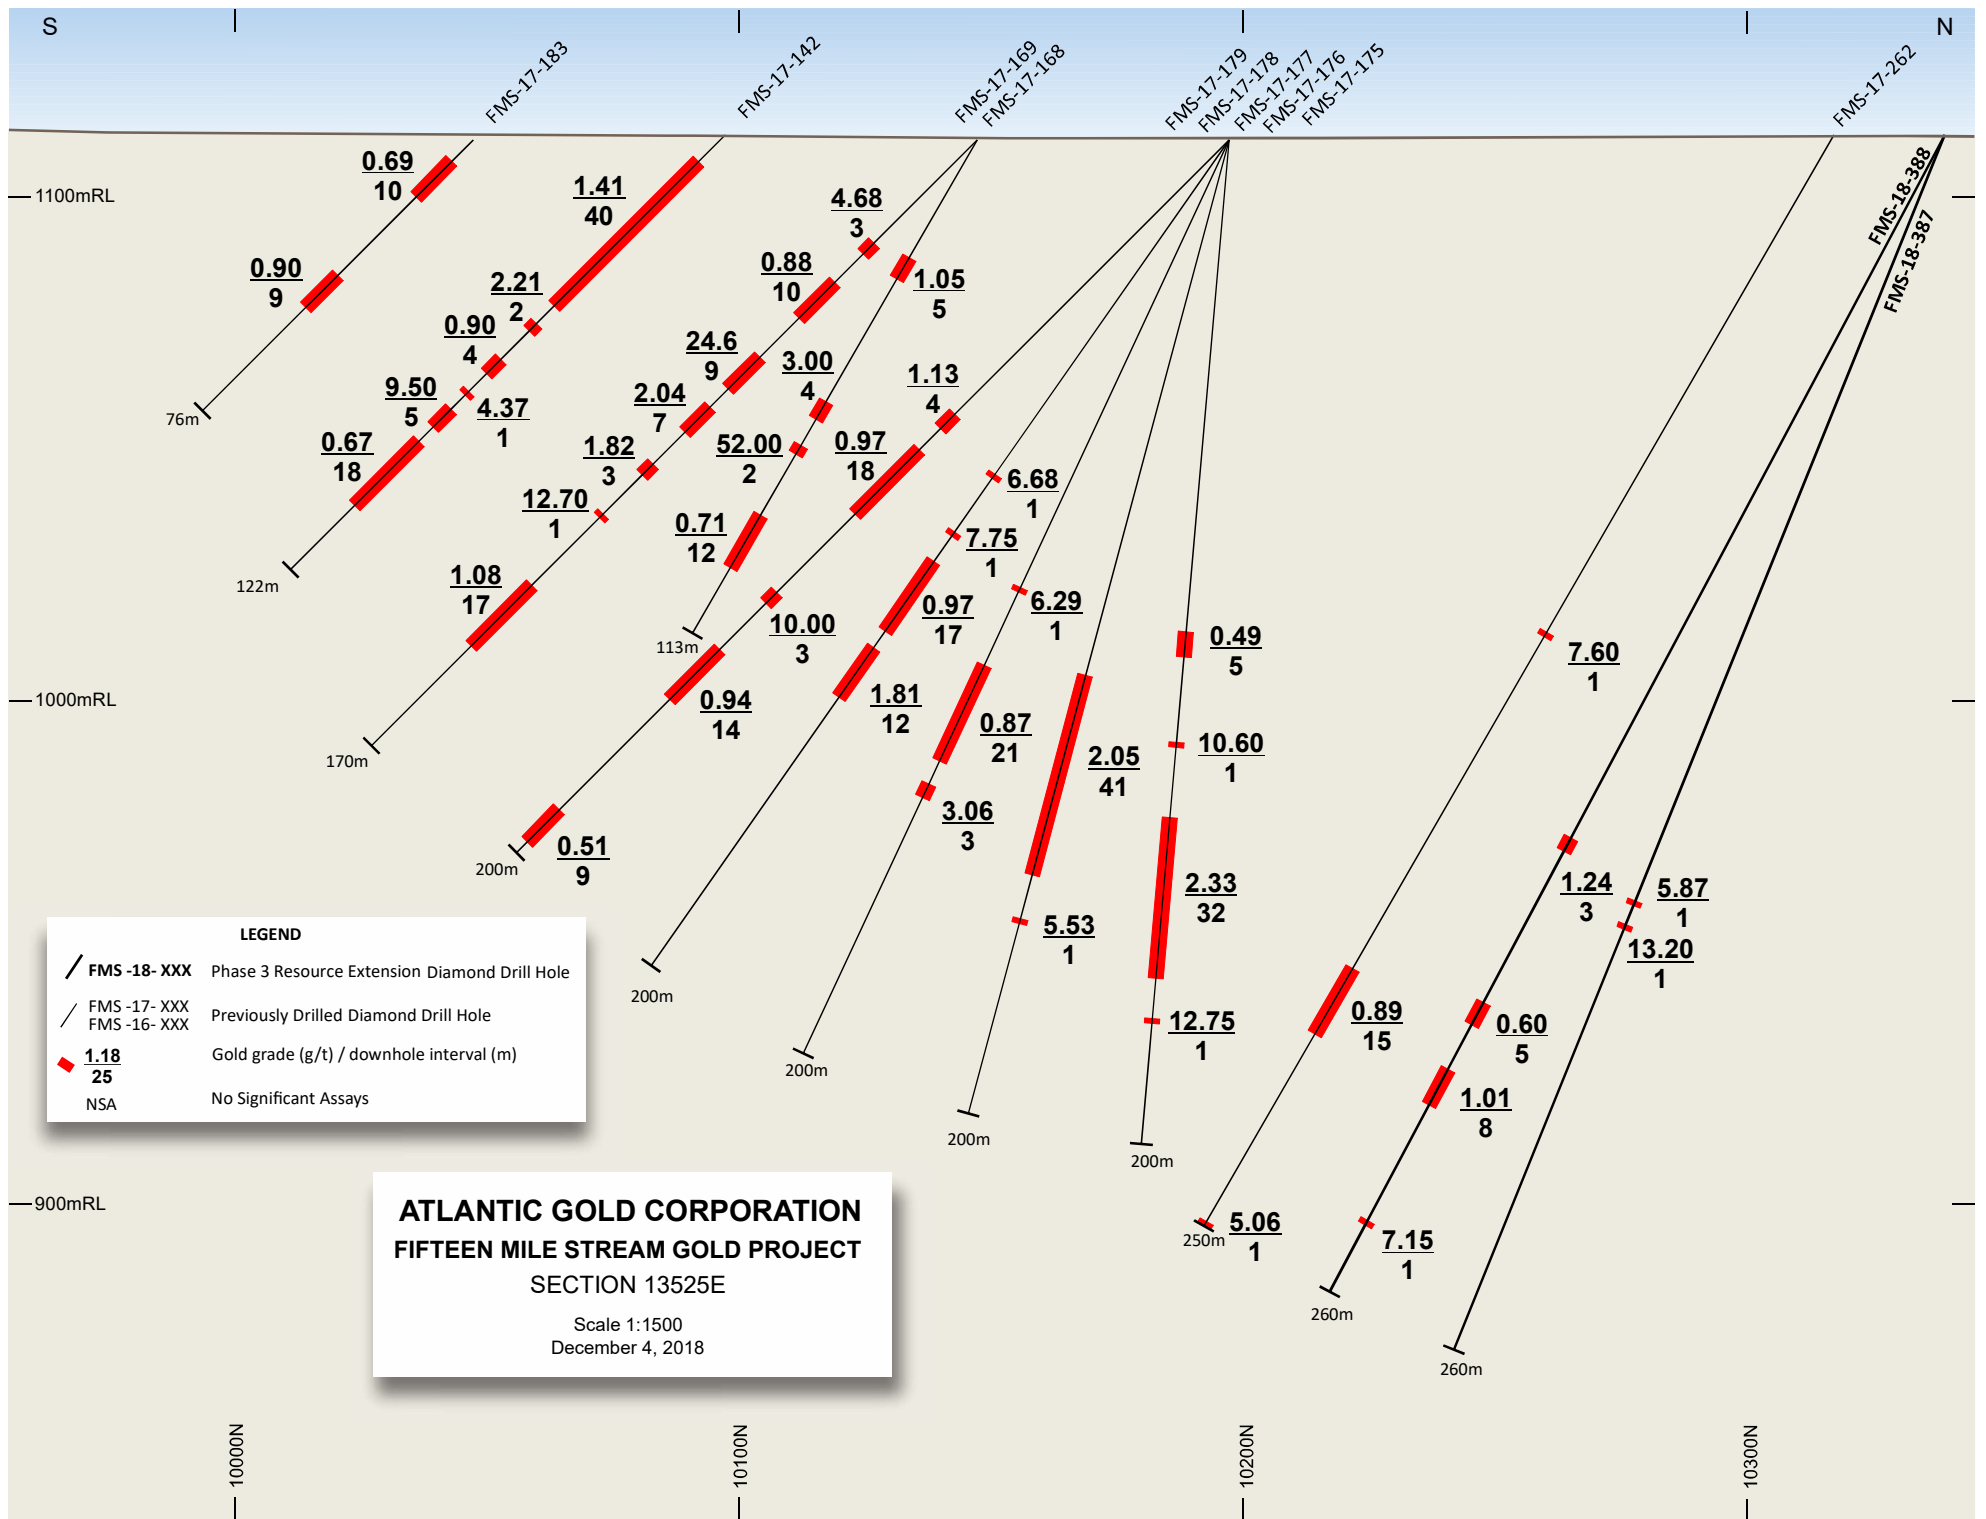 S
N
FMS-17-183
FMS-17-142
FMS-17-169
FMS-17-168
FMS-17-179
FMS-17-178
FMS-17-177
FMS-17-176
FMS-17-175
FMS-17-262
FMS-18-388
FMS-18-387
1100mRL
1000mRL
900mRL
0.69
10
0.90
9
76m
1.41
40
2.21
2
0.90
4
4.37
1
9.50
5
0.67
18
122m
4.68
3
0.88
10
24.6
9
2.04
7
1.82
3
12.70
1
1.08
17
170m
1.05
5
3.00
4
52.00
2
0.71
12
113m
1.13
4
0.97
18
10.00
3
0.94
14
0.51
9
200m
6.68
1
7.75
1
0.97
17
1.81
12
200m
6.29
1
0.87
21
3.06
3
200m
2.05
41
5.53
1
200m
0.49
5
10.60
1
2.33
32
12.75
1
200m
7.60
1
0.89
15
5.06
1
250m
1.24
3
0.60
5
1.01
8
7.15
1
260m
5.87
1
13.20
1
260m
LEGEND
FMS -18- XXX Phase 3 Resource Extension Diamond Drill Hole
FMS -17- XXX
FMS -16- XXX
Previously Drilled Diamond Drill Hole
1.18
25
Gold grade (g/t) / downhole interval (m)
NSA No Significant Assays
ATLANTIC GOLD CORPORATION
FIFTEEN MILE STREAM GOLD PROJECT
SECTION 13525E
Scale 1:1500
December 4, 2018
10000N
10100N
10200N
10300N